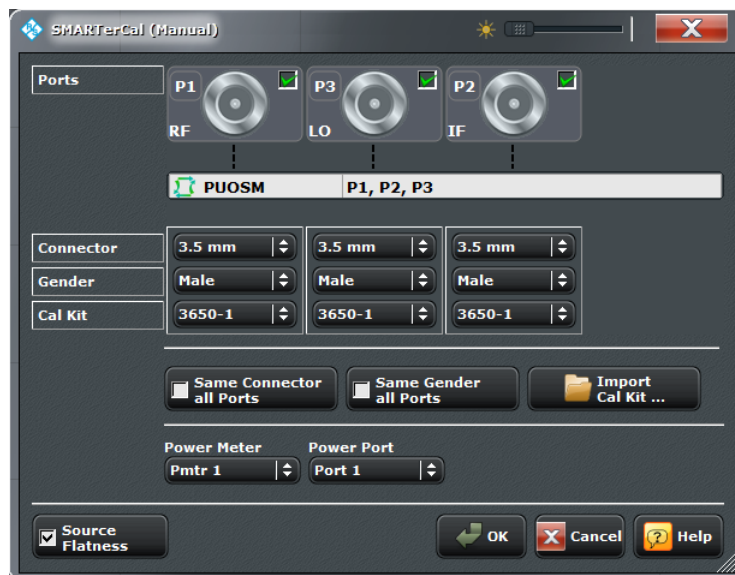 SMARTerCal (Manual)
X
Ports
P1 P3 P2
RF LO IF
PUOSM P1, P2, P3
Connector 3.5 mm 3.5 mm 3.5 mm
Gender Male Male Male
Cal Kit 3650-1 3650-1 3650-1
Same Connector
all Ports
Same Gender
all Ports
Import
Cal Kit ...
Power Meter Power Port
Pmtr 1 Port 1
Source
Flatness
OK X Cancel ? Help